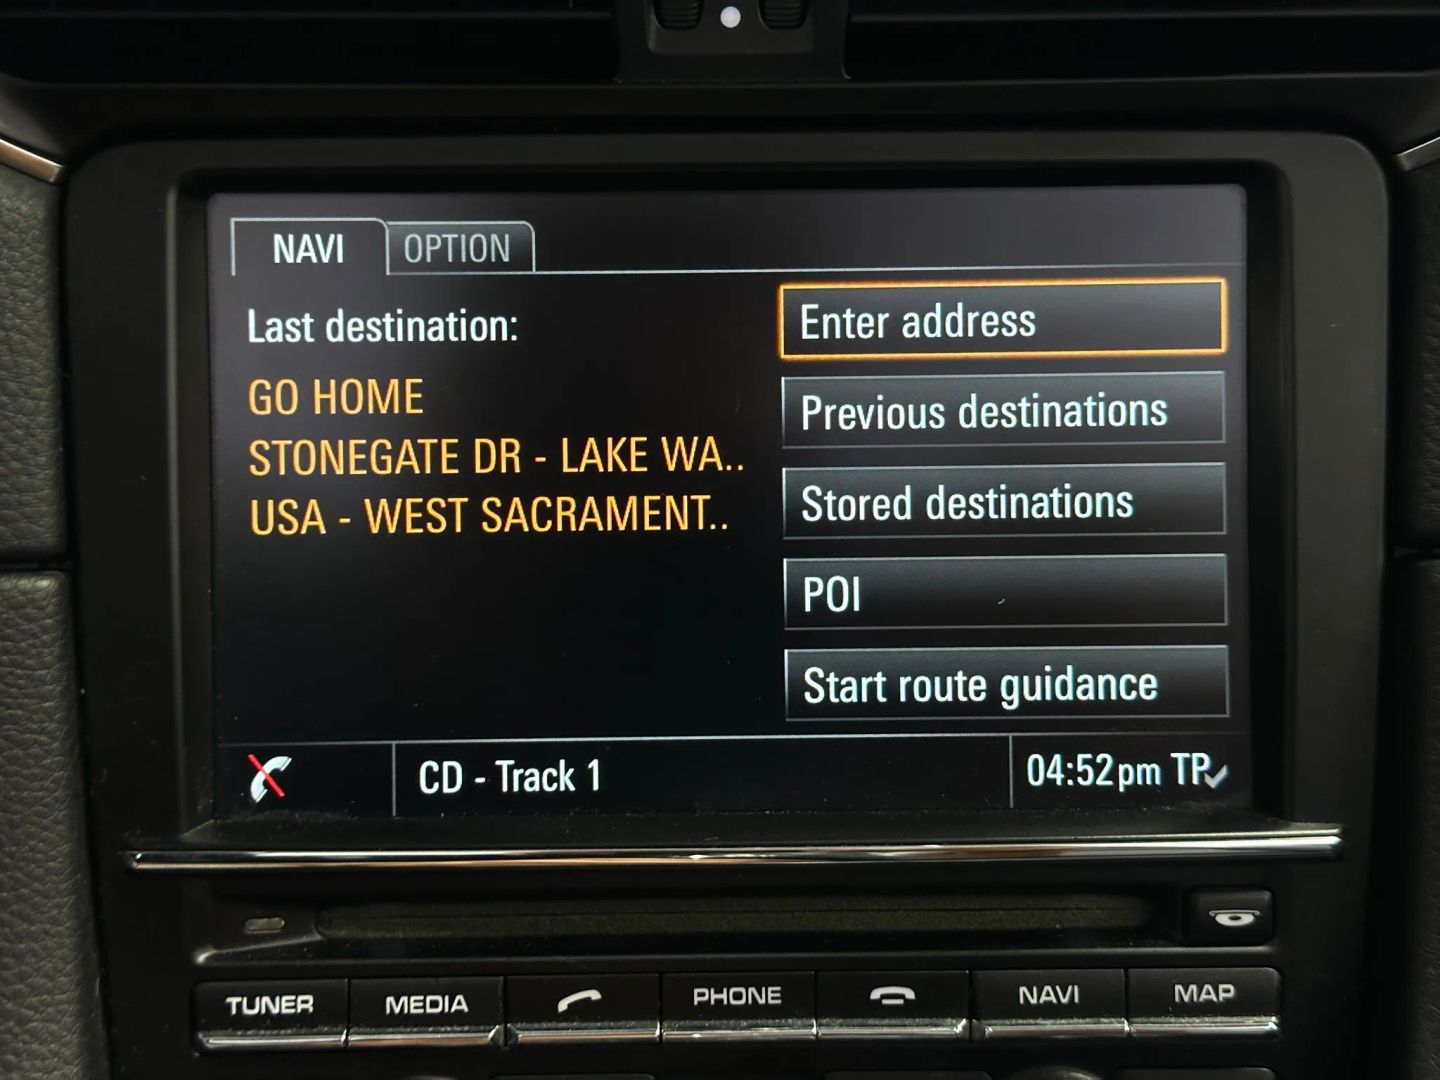 NAVI OPTION
Last destination:
GO HOME
STONEGATE DR - LAKE WA..
USA - WEST SACRAMENT..
Enter address
Previous destinations
Stored destinations
POI
Start route guidance
CD - Track 1
04:52pm TP
TUNER MEDIA PHONE NAVI MAP